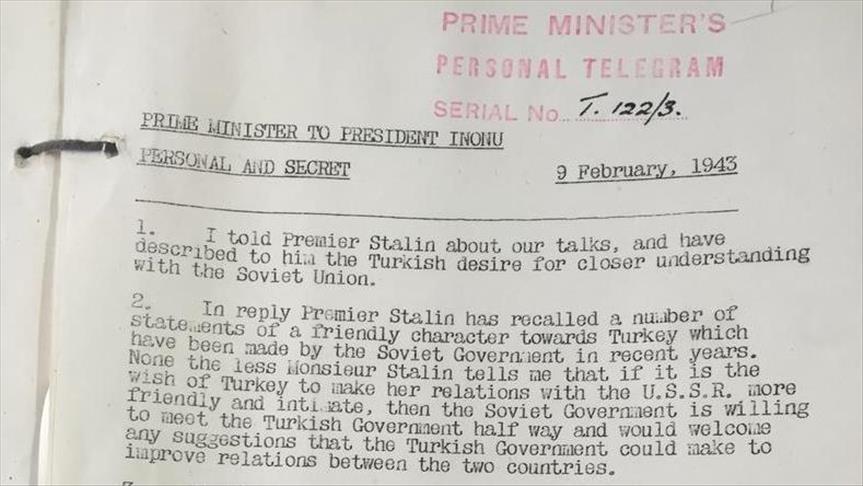 PRIME MINISTER'S
PERSONAL TELEGRAM
SERIAL No. T. 122/3.
PRIME MINISTER TO PRESIDENT INONU
PERSONAL AND SECRET
9 February, 1943
1. I told Premier Stalin about our talks, and have
described to him the Turkish desire for closer understanding
with the Soviet Union.
2. In reply Premier Stalin has recalled a number of
statements of a friendly character towards Turkey which
have been made by the Soviet Government in recent years.
None the less Monsieur Stalin tells me that if it is the
wish of Turkey to make her relations with the U.S.S.R. more
friendly and intimate, then the Soviet Government is willing
to meet the Turkish Government half way and would welcome
any suggestions that the Turkish Government could make to
improve relations between the two countries.